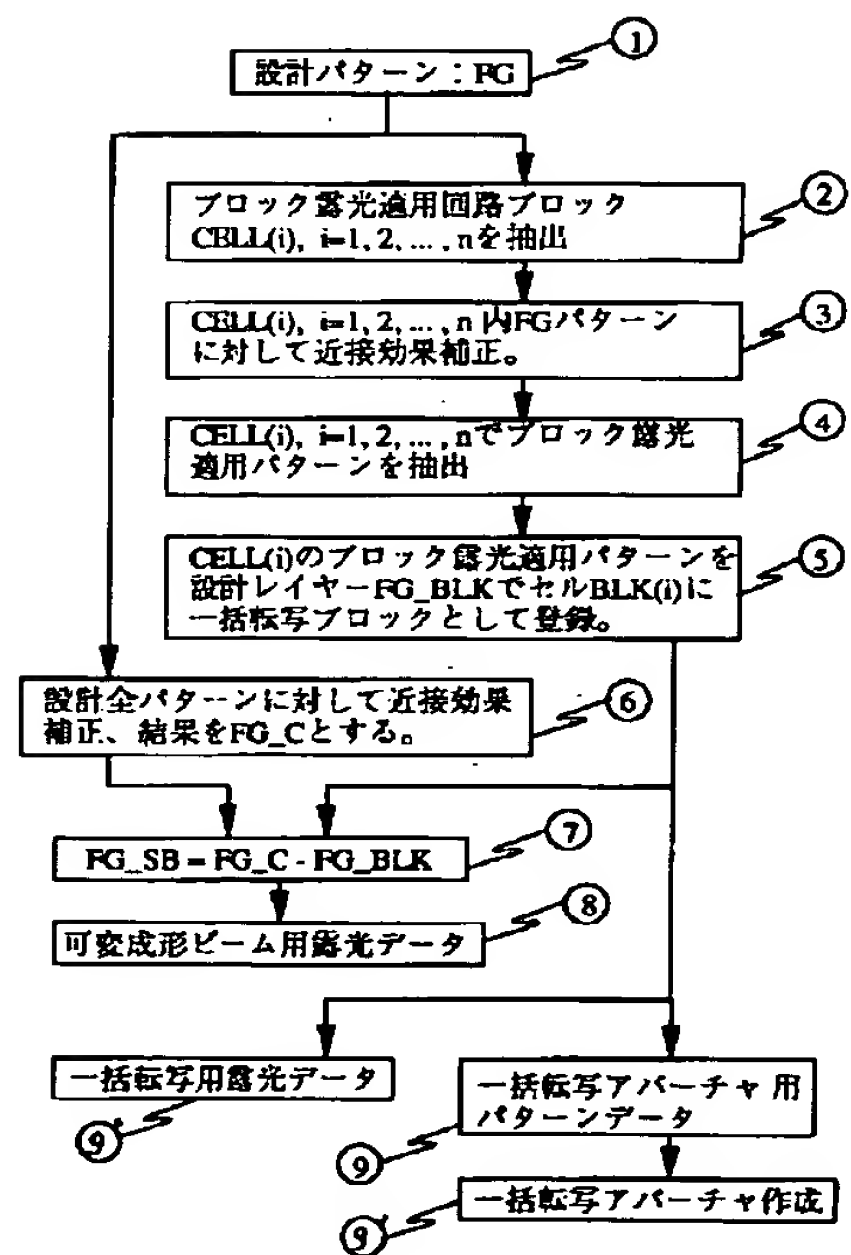 ①
設計パターン：FG
ブロック露光適用回路ブロック
CELL(i), i=1, 2, ... , nを抽出
②
CELL(i), i=1, 2, ... , n 内FGパターン
に対して近接効果補正。
③
CELL(i), i=1, 2, ... , nでブロック露光
適用パターンを抽出
④
CELL(i)のブロック露光適用パターンを
設計レイヤーFG_BLKでセルBLK(i)に
一括転写ブロックとして登録。
⑤
設計全パターンに対して近接効果
補正、結果をFG_Cとする。
⑥
FG_SB = FG_C - FG_BLK
⑦
可変成形ビーム用露光データ
⑧
一括転写用露光データ
⑨'
一括転写アパーチャ用
パターンデータ
⑨
一括転写アパーチャ作成
⑨'